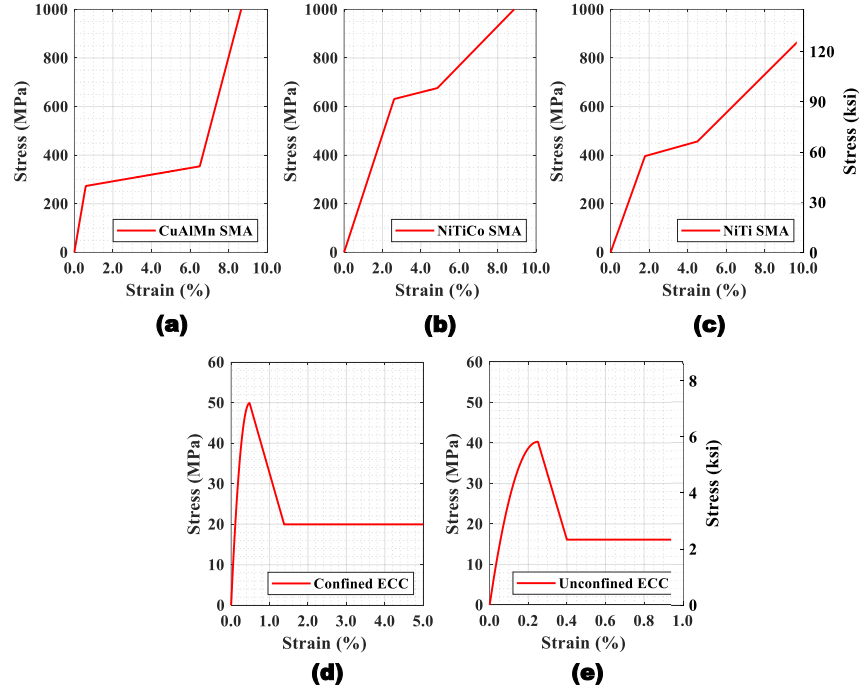 1000
800
600
400
200
0
Stress (MPa)
CuAlMn SMA
0.0 2.0 4.0 6.0 8.0 10.0
Strain (%)
(a)
1000
800
600
400
200
0
Stress (MPa)
NiTiCo SMA
0.0 2.0 4.0 6.0 8.0 10.0
Strain (%)
(b)
1000
800
600
400
200
0
Stress (MPa)
NiTi SMA
0.0 2.0 4.0 6.0 8.0 10.0
Strain (%)
120
90
60
30
0
Stress (ksi)
(c)
60
50
40
30
20
10
0
Stress (MPa)
Confined ECC
0.0 1.0 2.0 3.0 4.0 5.0
Strain (%)
(d)
60
50
40
30
20
10
0
Stress (MPa)
Unconfined ECC
0.0 0.2 0.4 0.6 0.8 1.0
Strain (%)
8
6
4
2
0
Stress (ksi)
(e)